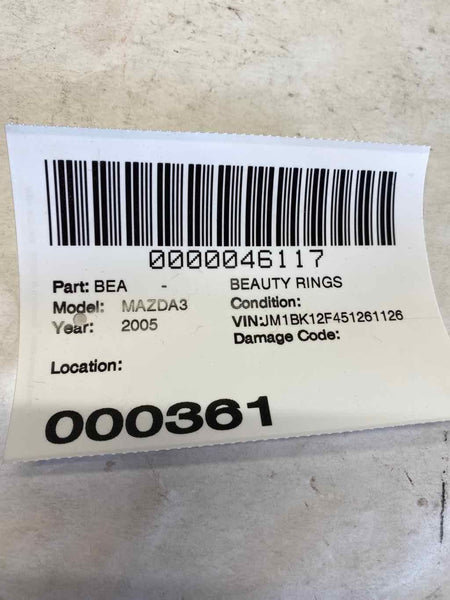 0000046117
Part: BEA - BEAUTY RINGS
Model: MAZDA3 Condition:
Year: 2005 VIN:JM1BK12F451261126
Damage Code:
Location:
000361